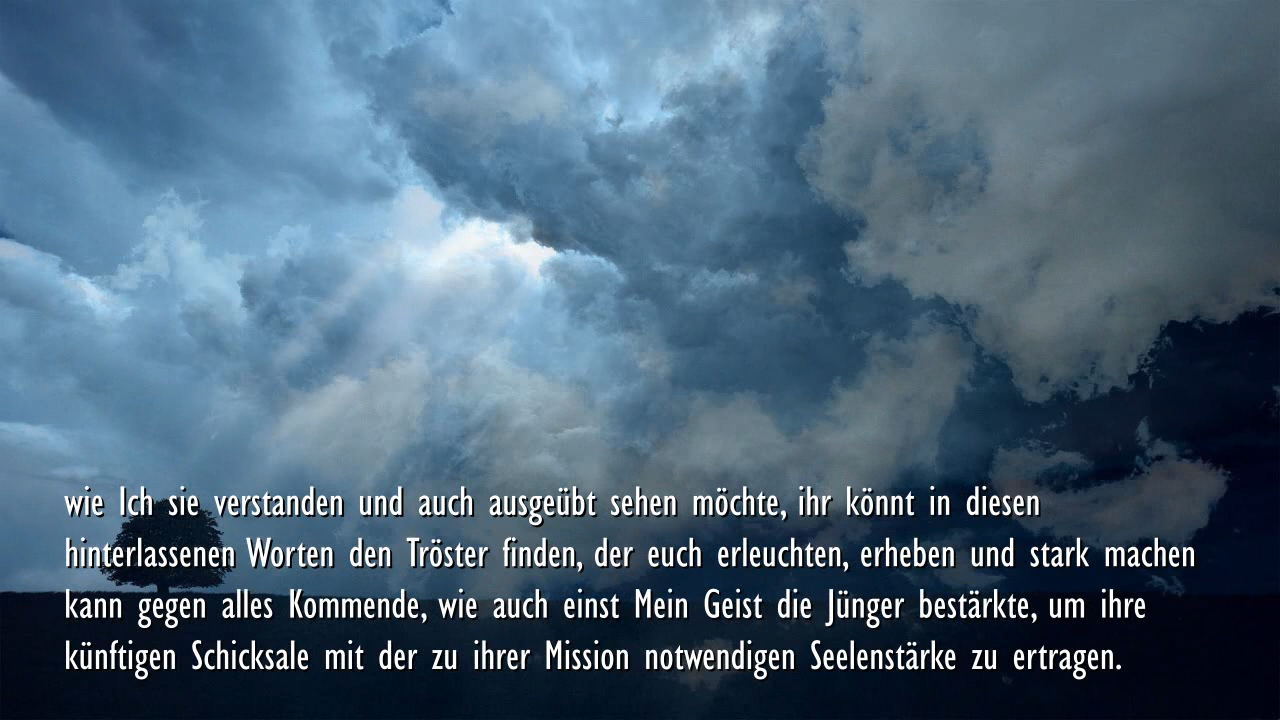 wie Ich sie verstanden und auch ausgeübt sehen möchte, ihr könnt in diesen
hinterlassenen Worten den Tröster finden, der euch erleuchten, erheben und stark machen
kann gegen alles Kommende, wie auch einst Mein Geist die Jünger bestärkte, um ihre
künftigen Schicksale mit der zu ihrer Mission notwendigen Seelenstärke zu ertragen.